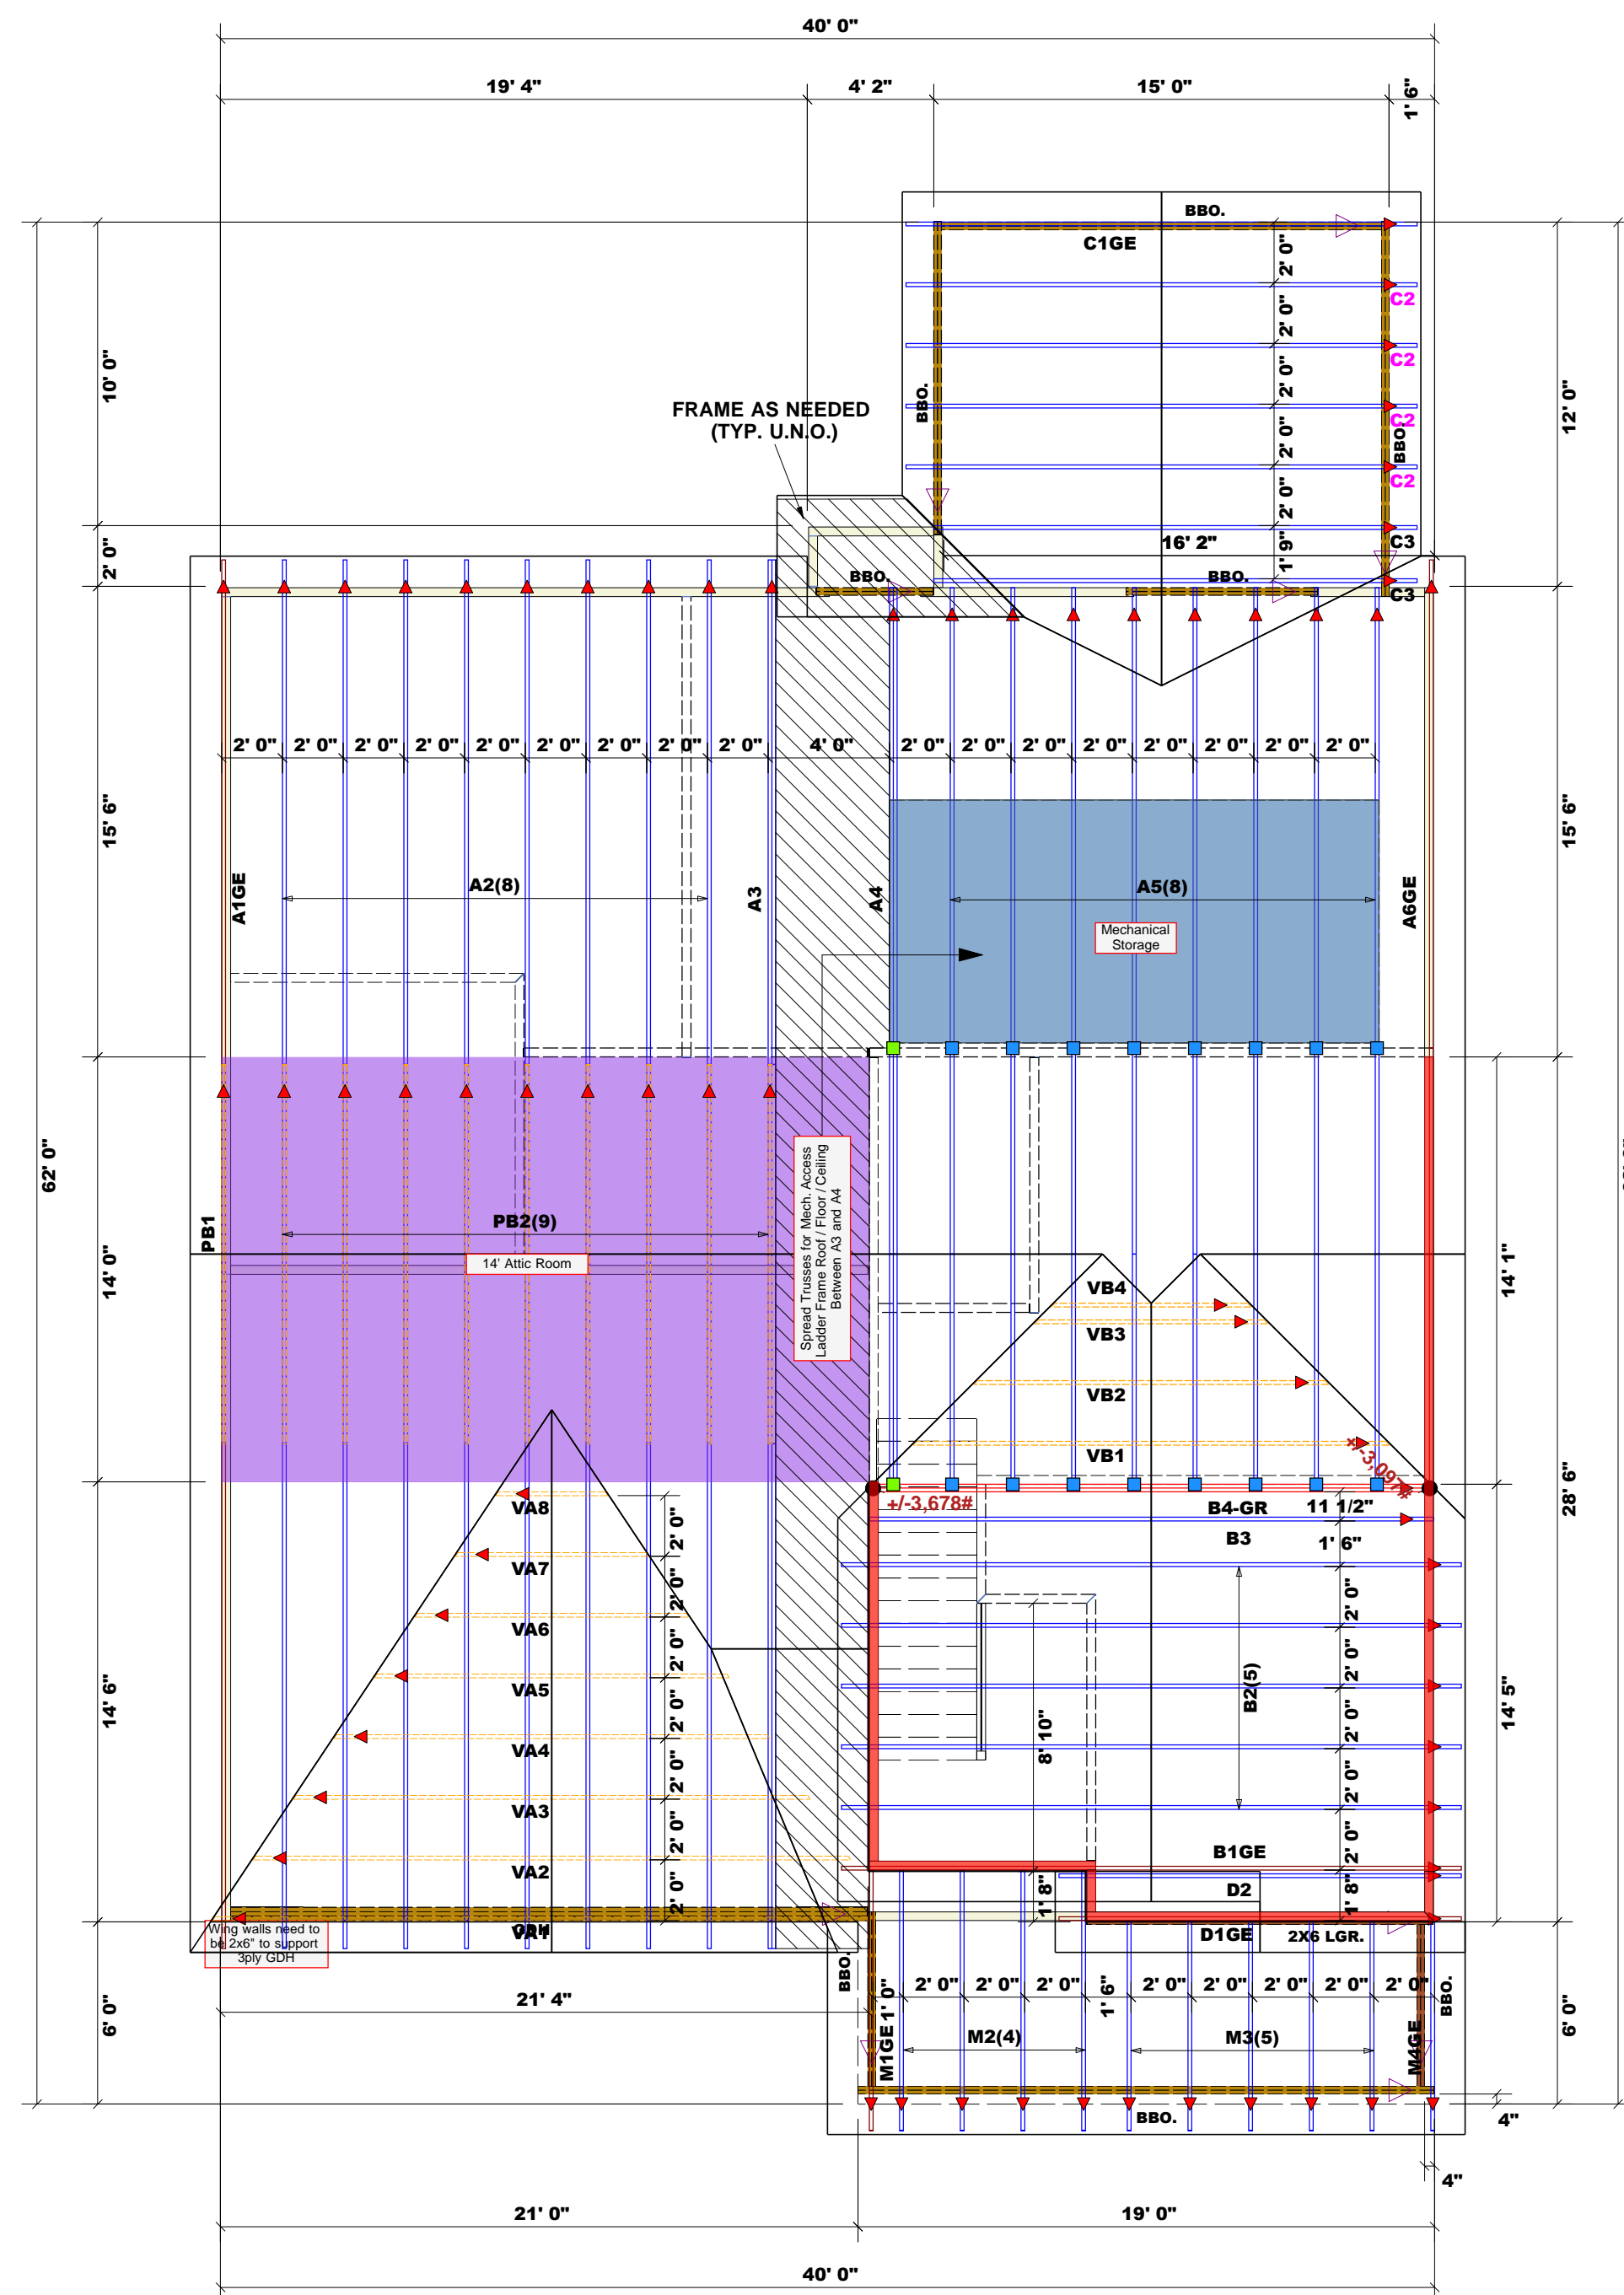 40' 0"
19' 4"
4' 2"
15' 0"
1' 6"
BBO.
C1GE
2' 0"
C2
2' 0"
C2
2' 0"
C2
BBO.
BBO.
2' 0"
C2
2' 0"
C3
16' 2"
1' 9"
C3
10' 0"
12' 0"
FRAME AS NEEDED
(TYP. U.N.O.)
2' 0"
BBO.
BBO.
2' 0"
2' 0"
2' 0"
2' 0"
2' 0"
2' 0"
2' 0"
2' 0"
2' 0"
4' 0"
2' 0"
2' 0"
2' 0"
2' 0"
2' 0"
2' 0"
2' 0"
2' 0"
15' 6"
15' 6"
A1GE
A2(8)
A3
A4
A5(8)
A6GE
Mechanical
Storage
62' 0"
14' 0"
PB1
PB2(9)
14' Attic Room
Spread Trusses for Mech. Access
Ladder Frame Roof / Floor / Ceiling
Between A3 and A4
14' 1"
28' 6"
VB4
VB3
VB2
VB1
+/-3,097#
+/-3,678#
B4-GR
11 1/2"
B3
1' 6"
2' 0"
2' 0"
2' 0"
2' 0"
2' 0"
B2(5)
8' 10"
14' 5"
B1GE
1' 8"
D2
1' 8"
D1GE
2X6 LGR.
14' 6"
VA8
2' 0"
VA7
2' 0"
VA6
2' 0"
VA5
2' 0"
VA4
2' 0"
VA3
2' 0"
VA2
2' 0"
GDH
VA1
Wing walls need to
be 2x6" to support
3ply GDH
BBO.
21' 4"
1' 0"
2' 0"
2' 0"
2' 0"
1' 6"
2' 0"
2' 0"
2' 0"
2' 0"
2' 0"
BBO.
M1GE
M2(4)
M3(5)
M4GE
6' 0"
6' 0"
BBO.
4"
4"
21' 0"
19' 0"
40' 0"